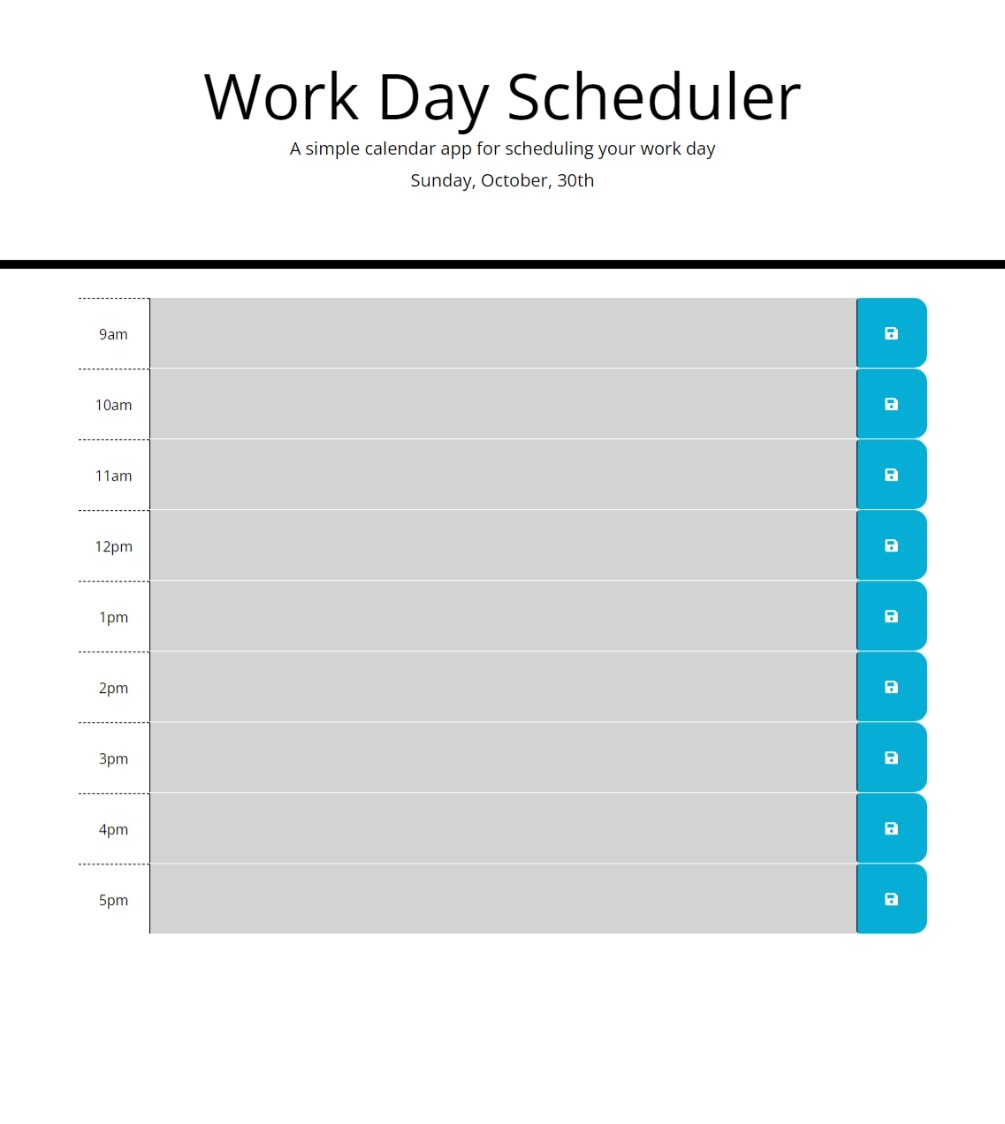 Work Day Scheduler
A simple calendar app for scheduling your work day
Sunday, October, 30th
9am
10am
11am
12pm
1pm
2pm
3pm
4pm
5pm